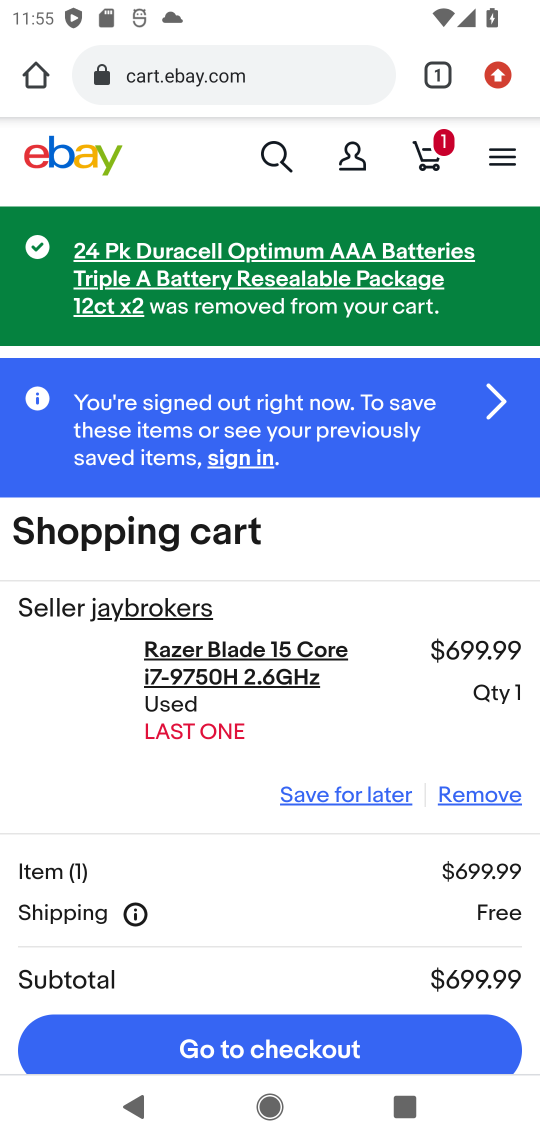 11:55
cart.ebay.com
1
ebay
1
24 Pk Duracell Optimum AAA Batteries
Triple A Battery Resealable Package
12ct x2 was removed from your cart.
You're signed out right now. To save
these items or see your previously
saved items, sign in.
Shopping cart
Seller jaybrokers
Razer Blade 15 Core
i7-9750H 2.6GHz
$699.99
Used
Qty 1
LAST ONE
Save for later
Remove
Item (1)
$699.99
Shipping
Free
Subtotal
$699.99
Go to checkout